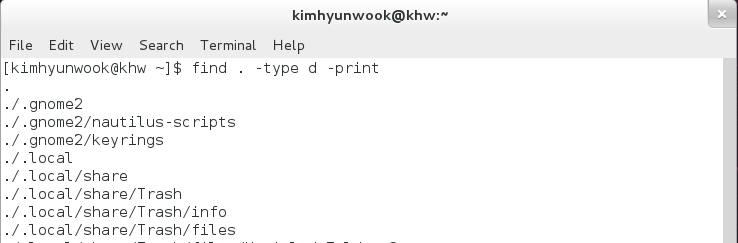 kimhyunwook@khw:~
File Edit View Search Terminal Help
[kimhyunwook@khw ~]$ find . -type d -print
.
./.gnome2
./.gnome2/nautilus-scripts
./.gnome2/keyrings
./.local
./.local/share
./.local/share/Trash
./.local/share/Trash/info
./.local/share/Trash/files